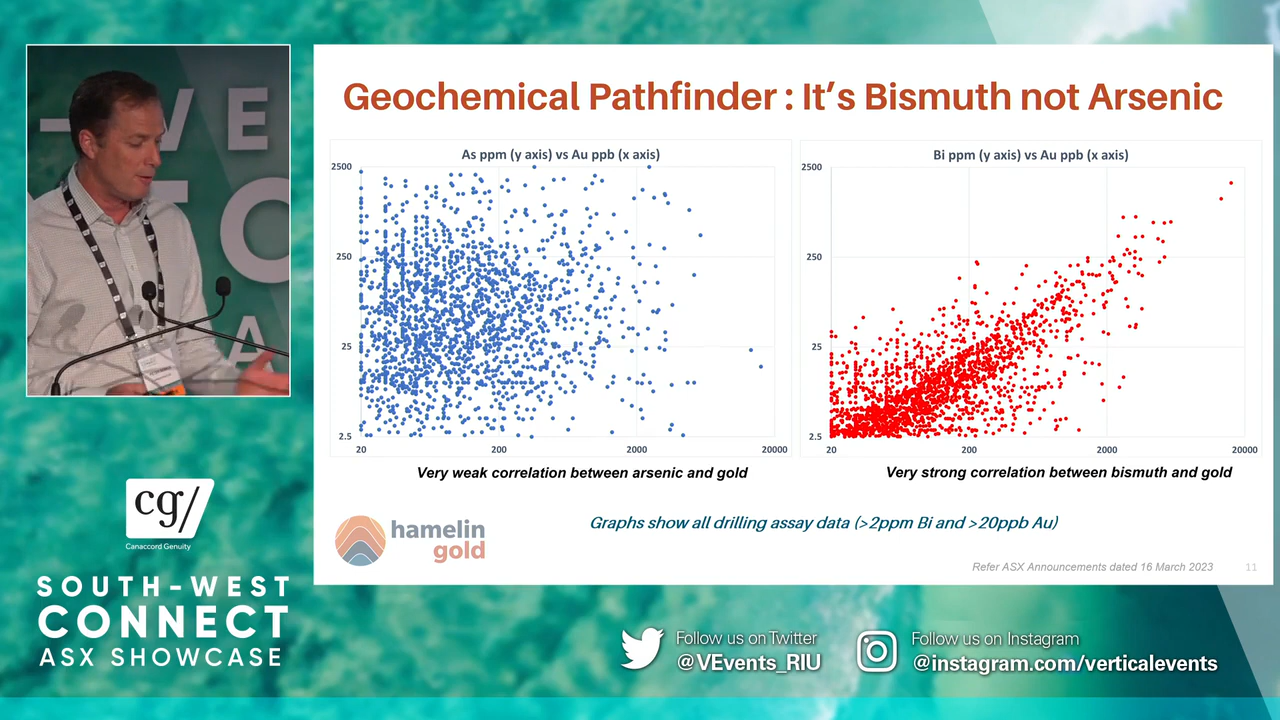 Geochemical Pathfinder : It's Bismuth not Arsenic
As ppm (y axis) vs Au ppb (x axis)
2500
250
25
2.5
20
200
2000
20000
Very weak correlation between arsenic and gold
Bi ppm (y axis) vs Au ppb (x axis)
2500
250
25
2.5
20
200
2000
20000
Very strong correlation between bismuth and gold
Graphs show all drilling assay data (>2ppm Bi and >20ppb Au)
hamelin
gold
Refer ASX Announcements dated 16 March 2023
11
cg/
Canaccord Genuity
SOUTH-WEST
CONNECT
ASX SHOWCASE
Follow us on Twitter
@VEvents_RIU
Follow us on Instagram
@instagram.com/verticalevents